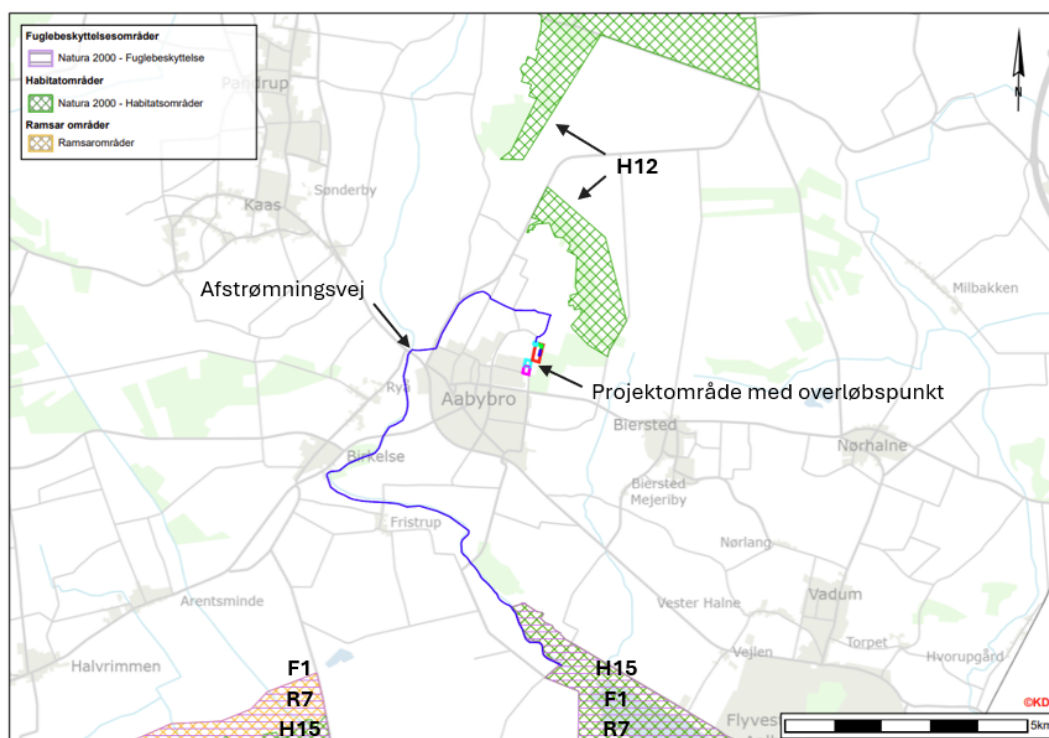 Fuglebeskyttelsesområder
Natura 2000 - Fuglebeskyttelse
Habitatområder
Natura 2000 - Habitatsområder
Ramsar områder
Ramsarområder
Pandrup
N
H12
Sønderby
Kaas
Afstrømningsvej
Milbakken
Ryå
Aabybro
Projektområde med overløbspunkt
Biersted
Nørhalne
Birkelse
Biersted
Mejeriby
Fristrup
Nørlang
Arentsminde
Vester Halne
Vadum
Torpet
Halvrimmen
Vejlen
Hvorupgård
F1
R7
H15
H15
F1
R7
©KD
Flyves
5km